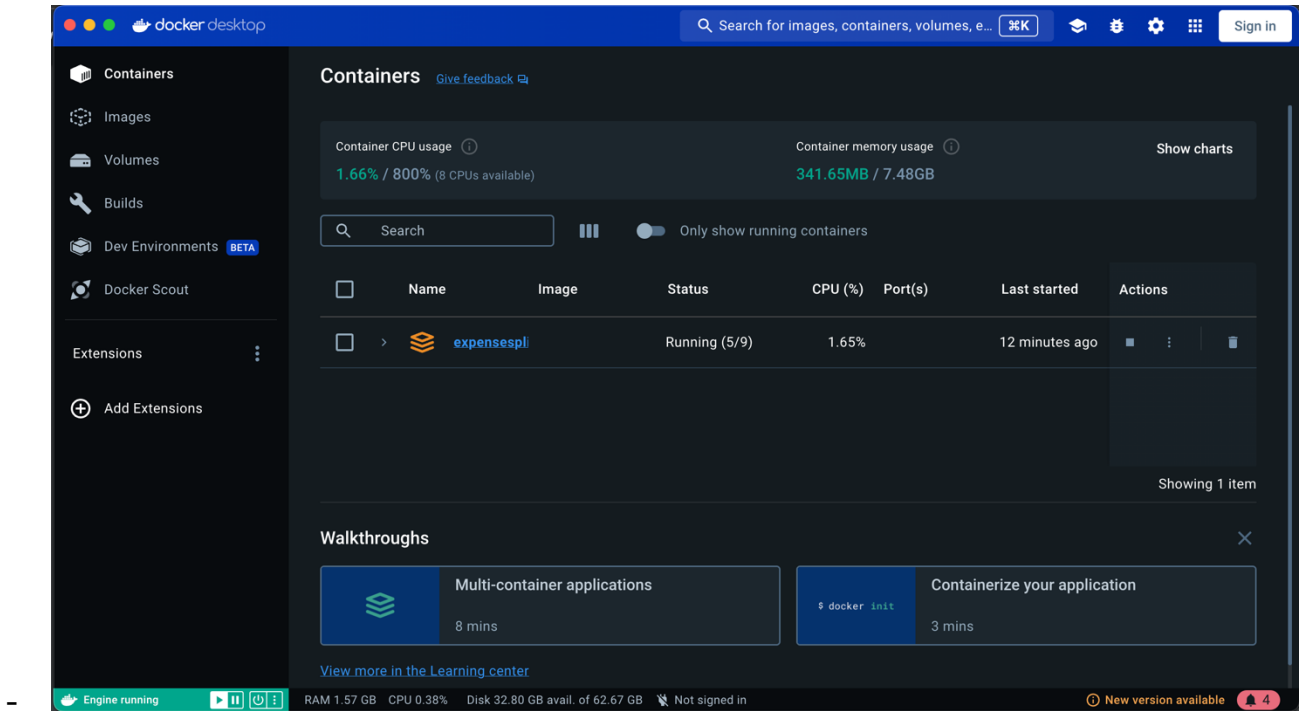 docker desktop
Search for images, containers, volumes, e... ⌘K
Sign in
Containers
Images
Volumes
Builds
Dev Environments BETA
Docker Scout
Extensions
Add Extensions
Containers Give feedback
Container CPU usage
1.66% / 800% (8 CPUs available)
Container memory usage
341.65MB / 7.48GB
Show charts
Search
Only show running containers
Name Image Status CPU (%) Port(s) Last started Actions
expensespli Running (5/9) 1.65% 12 minutes ago
Showing 1 item
Walkthroughs
Multi-container applications
8 mins
$ docker init
Containerize your application
3 mins
View more in the Learning center
Engine running
RAM 1.57 GB CPU 0.38% Disk 32.80 GB avail. of 62.67 GB Not signed in
New version available 4
-